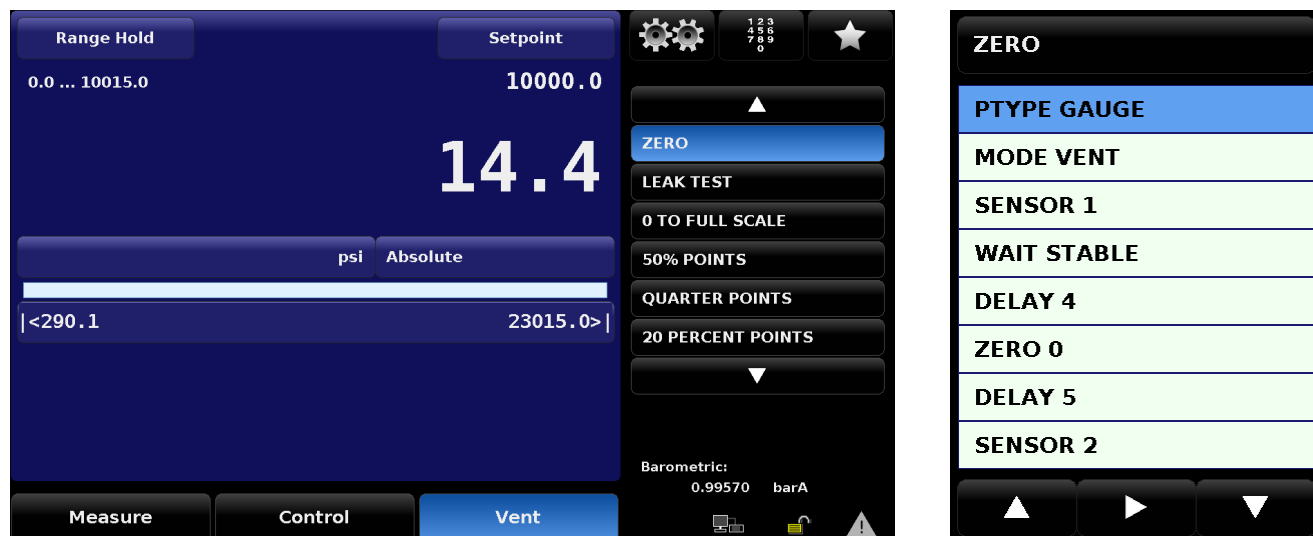 Range Hold
Setpoint
0.0 ... 10015.0
10000.0
14.4
psi
Absolute
|<290.1
23015.0>|
Measure
Control
Vent
1 2 3
4 5 6
7 8 9
0
ZERO
LEAK TEST
0 TO FULL SCALE
50% POINTS
QUARTER POINTS
20 PERCENT POINTS
Barometric:
0.99570 barA
ZERO
PTYPE GAUGE
MODE VENT
SENSOR 1
WAIT STABLE
DELAY 4
ZERO 0
DELAY 5
SENSOR 2